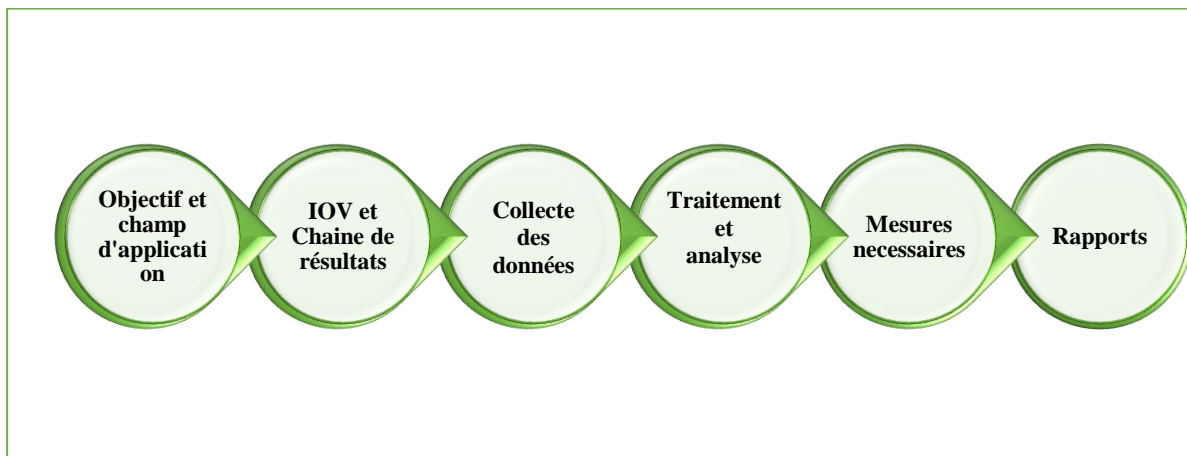 Objectif et
champ
d'applicati
on
IOV et
Chaine de
résultats
Collecte
des
données
Traitement
et
analyse
Mesures
necessaires
Rapports